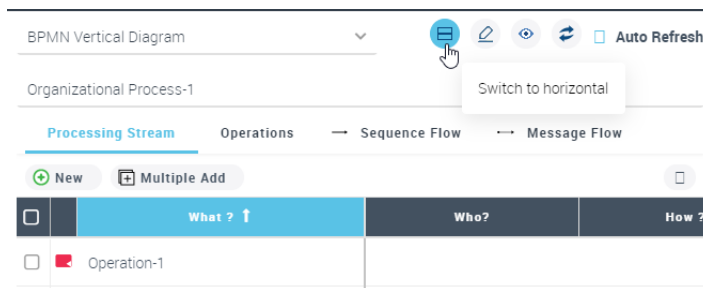 BPMN Vertical Diagram
Auto Refresh
Switch to horizontal
Organizational Process-1
Processing Stream Operations Sequence Flow Message Flow
New Multiple Add
What ? Who? How ?
Operation-1